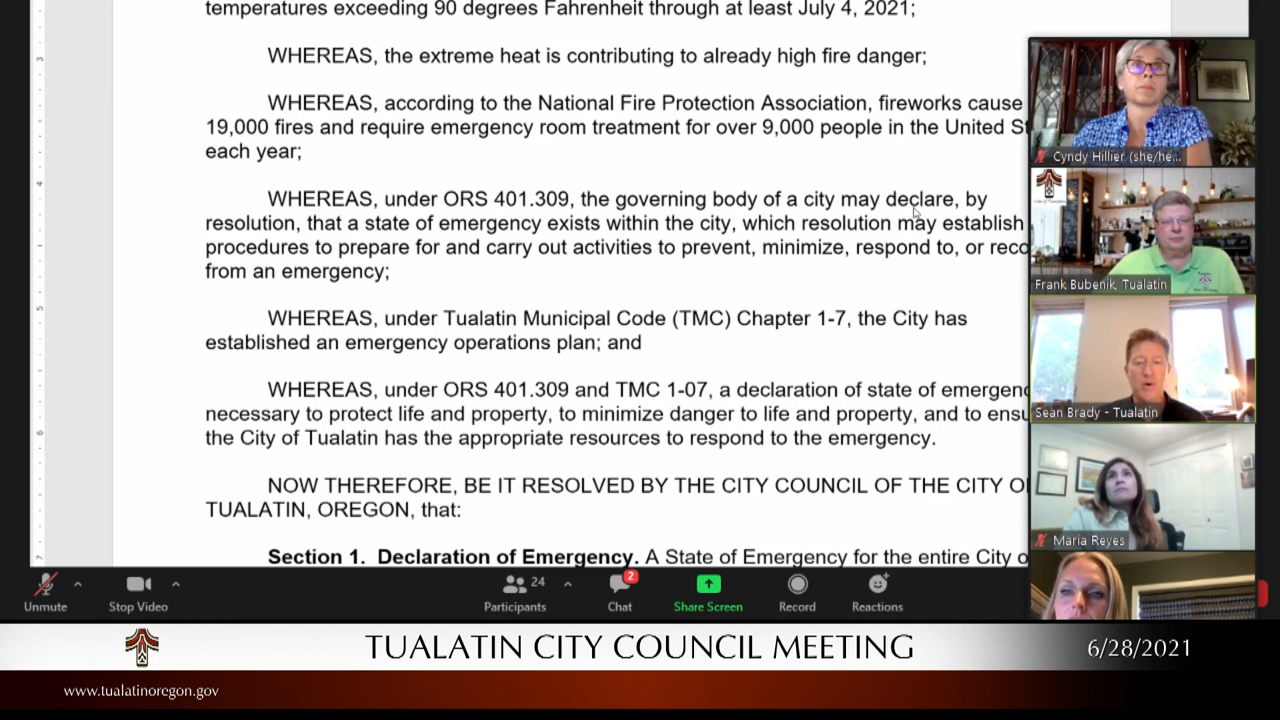 temperatures exceeding 90 degrees Fahrenheit through at least July 4, 2021;
WHEREAS, the extreme heat is contributing to already high fire danger;
WHEREAS, according to the National Fire Protection Association, fireworks cause
19,000 fires and require emergency room treatment for over 9,000 people in the United St
each year;
WHEREAS, under ORS 401.309, the governing body of a city may declare, by
resolution, that a state of emergency exists within the city, which resolution may establish
procedures to prepare for and carry out activities to prevent, minimize, respond to, or reco
from an emergency;
WHEREAS, under Tualatin Municipal Code (TMC) Chapter 1-7, the City has
established an emergency operations plan; and
WHEREAS, under ORS 401.309 and TMC 1-07, a declaration of state of emergenc
necessary to protect life and property, to minimize danger to life and property, and to ensu
the City of Tualatin has the appropriate resources to respond to the emergency.
NOW THEREFORE, BE IT RESOLVED BY THE CITY COUNCIL OF THE CITY O
TUALATIN, OREGON, that:
Section 1. Declaration of Emergency. A State of Emergency for the entire City o
3
4
5
6
7
Cyndy Hillier (she/he...
Frank Bubenik, Tualatin
Sean Brady - Tualatin
Maria Reyes
Unmute
Stop Video
24
Participants
2
Chat
Share Screen
Record
Reactions
TUALATIN CITY COUNCIL MEETING
6/28/2021
www.tualatinoregon.gov